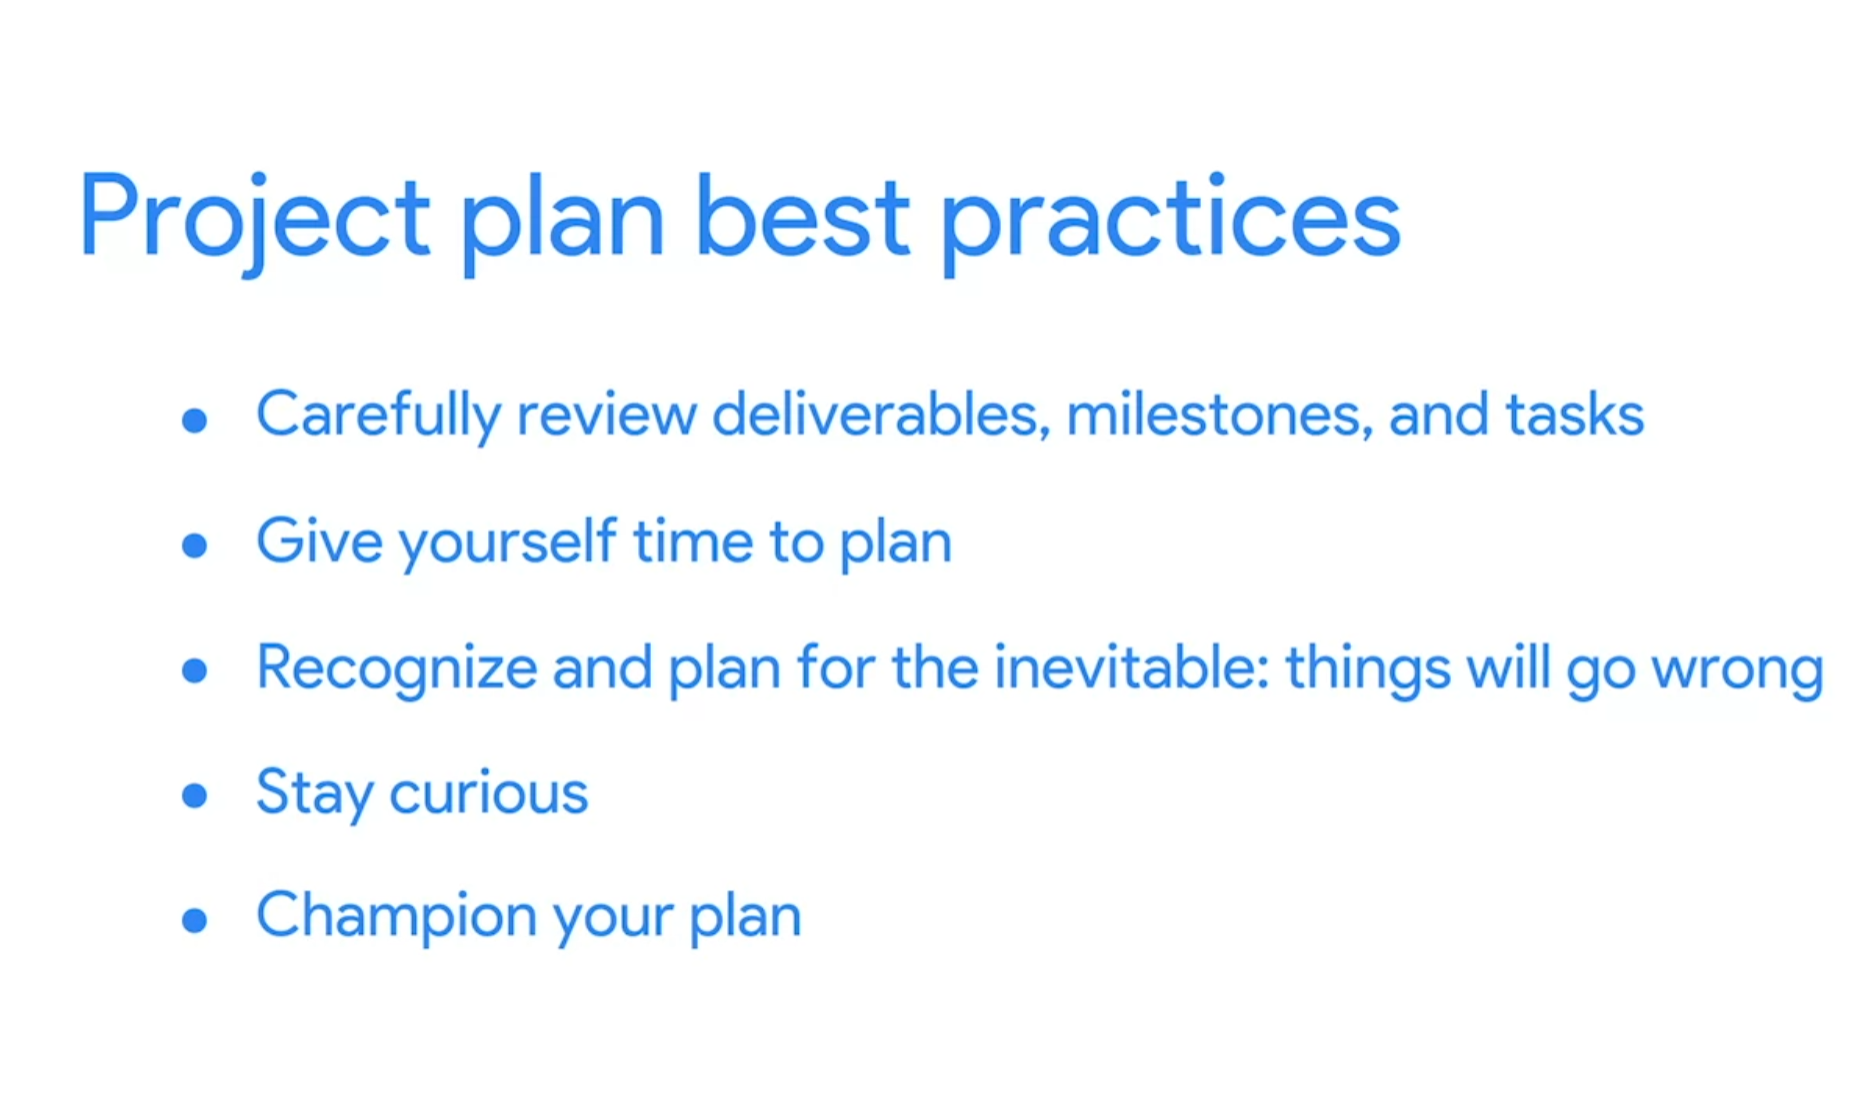 Project plan best practices
● Carefully review deliverables, milestones, and tasks
● Give yourself time to plan
● Recognize and plan for the inevitable: things will go wrong
● Stay curious
● Champion your plan